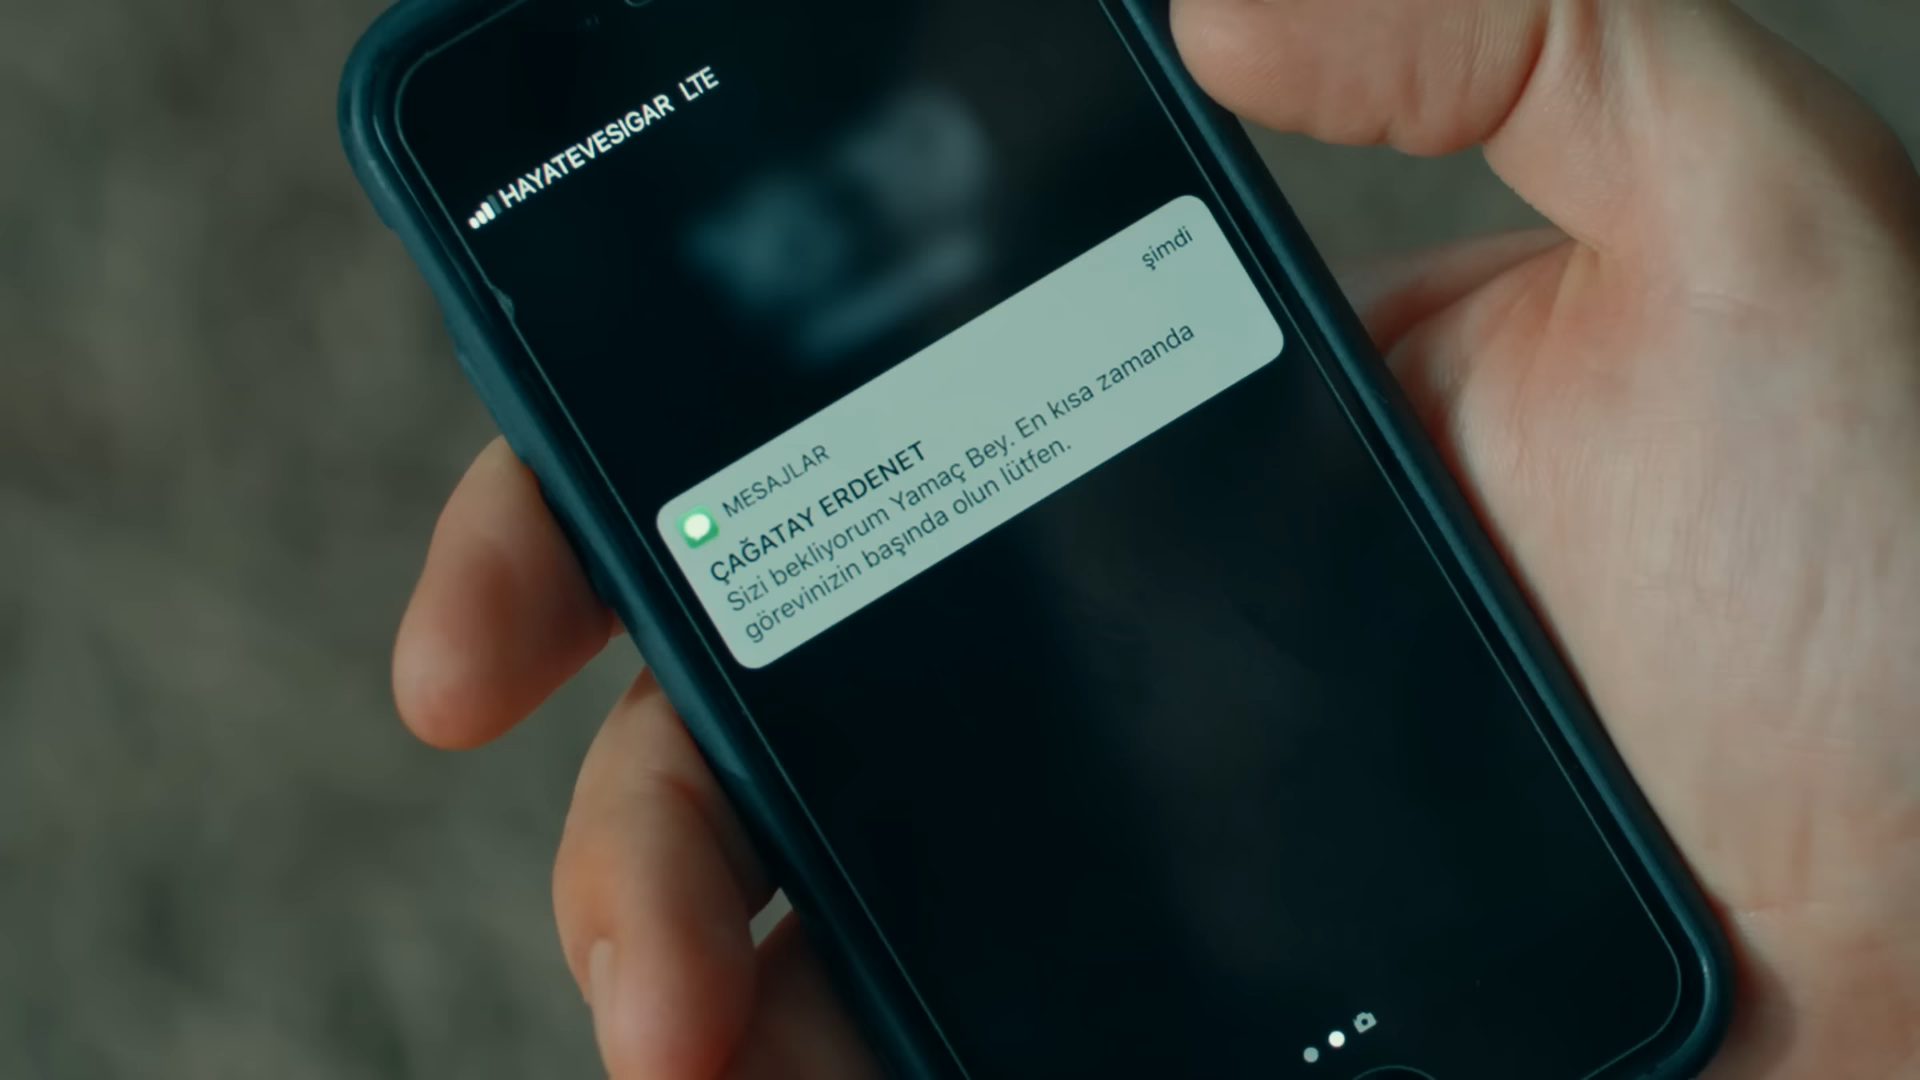 HAYATEVESIGAR LTE
MESAJLAR şimdi
ÇAĞATAY ERDENET
Sizi bekliyorum Yamaç Bey. En kısa zamanda
görevinizin başında olun lütfen.